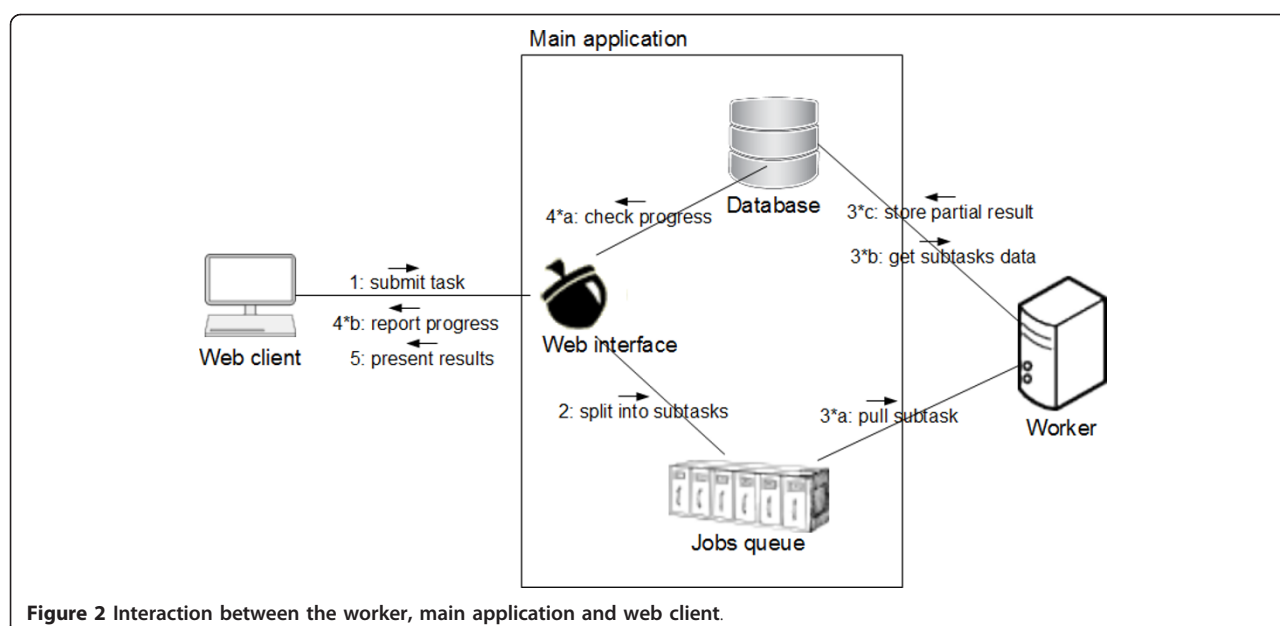 Main application
Database
4*a: check progress
3*c: store partial result
3*b: get subtasks data
1: submit task
4*b: report progress
5: present results
Web client
Web interface
2: split into subtasks
3*a: pull subtask
Worker
Jobs queue
Figure 2 Interaction between the worker, main application and web client.